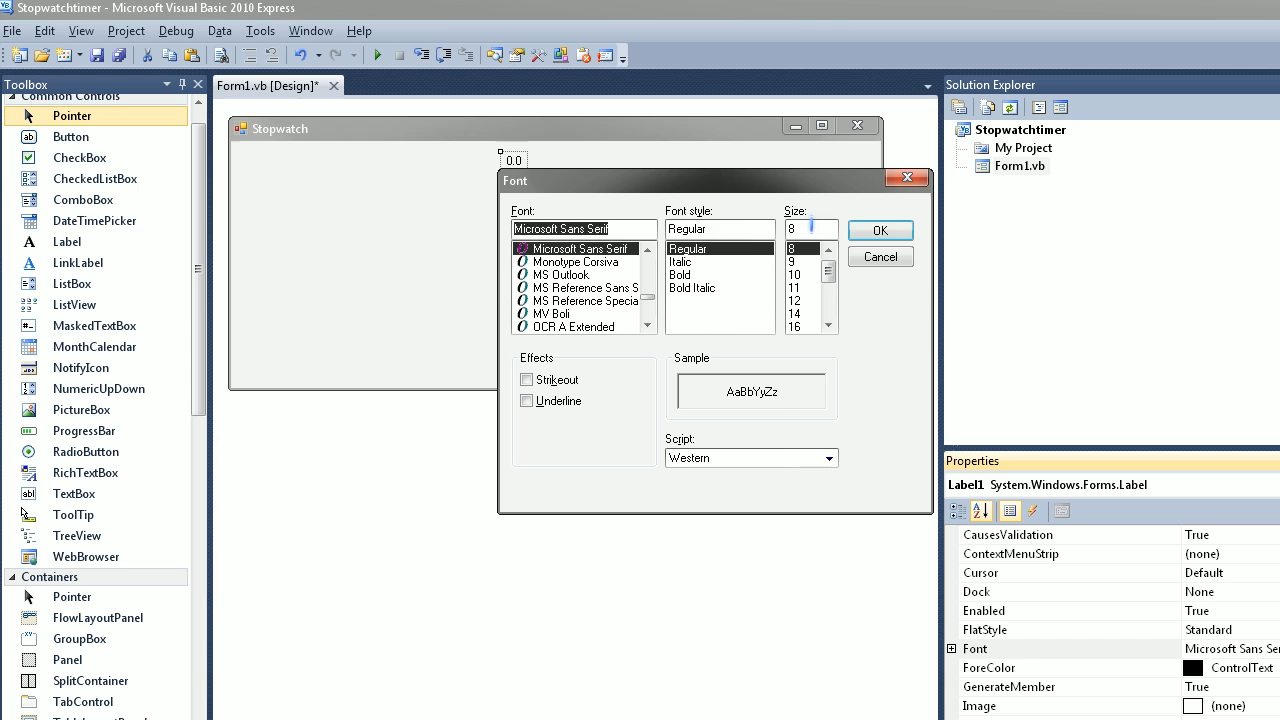 Stopwatchtimer - Microsoft Visual Basic 2010 Express
File Edit View Project Debug Data Tools Window Help
Toolbox
Common Controls
Pointer
Button
CheckBox
CheckedListBox
ComboBox
DateTimePicker
Label
LinkLabel
ListBox
ListView
MaskedTextBox
MonthCalendar
NotifyIcon
NumericUpDown
PictureBox
ProgressBar
RadioButton
RichTextBox
TextBox
ToolTip
TreeView
WebBrowser
Containers
Pointer
FlowLayoutPanel
GroupBox
Panel
SplitContainer
TabControl
Form1.vb [Design]*
Stopwatch
0.0
Font
Font:
Microsoft Sans Serif
Microsoft Sans Serif
Monotype Corsiva
MS Outlook
MS Reference Sans S
MS Reference Specia
MV Boli
OCR A Extended
Font style:
Regular
Regular
Italic
Bold
Bold Italic
Size:
8
8
9
10
11
12
14
16
OK
Cancel
Effects
Strikeout
Underline
Sample
AaBbYyZz
Script:
Western
Solution Explorer
Stopwatchtimer
My Project
Form1.vb
Properties
Label1 System.Windows.Forms.Label
CausesValidation True
ContextMenuStrip (none)
Cursor Default
Dock None
Enabled True
FlatStyle Standard
Font Microsoft Sans Ser
ForeColor ControlText
GenerateMember True
Image (none)